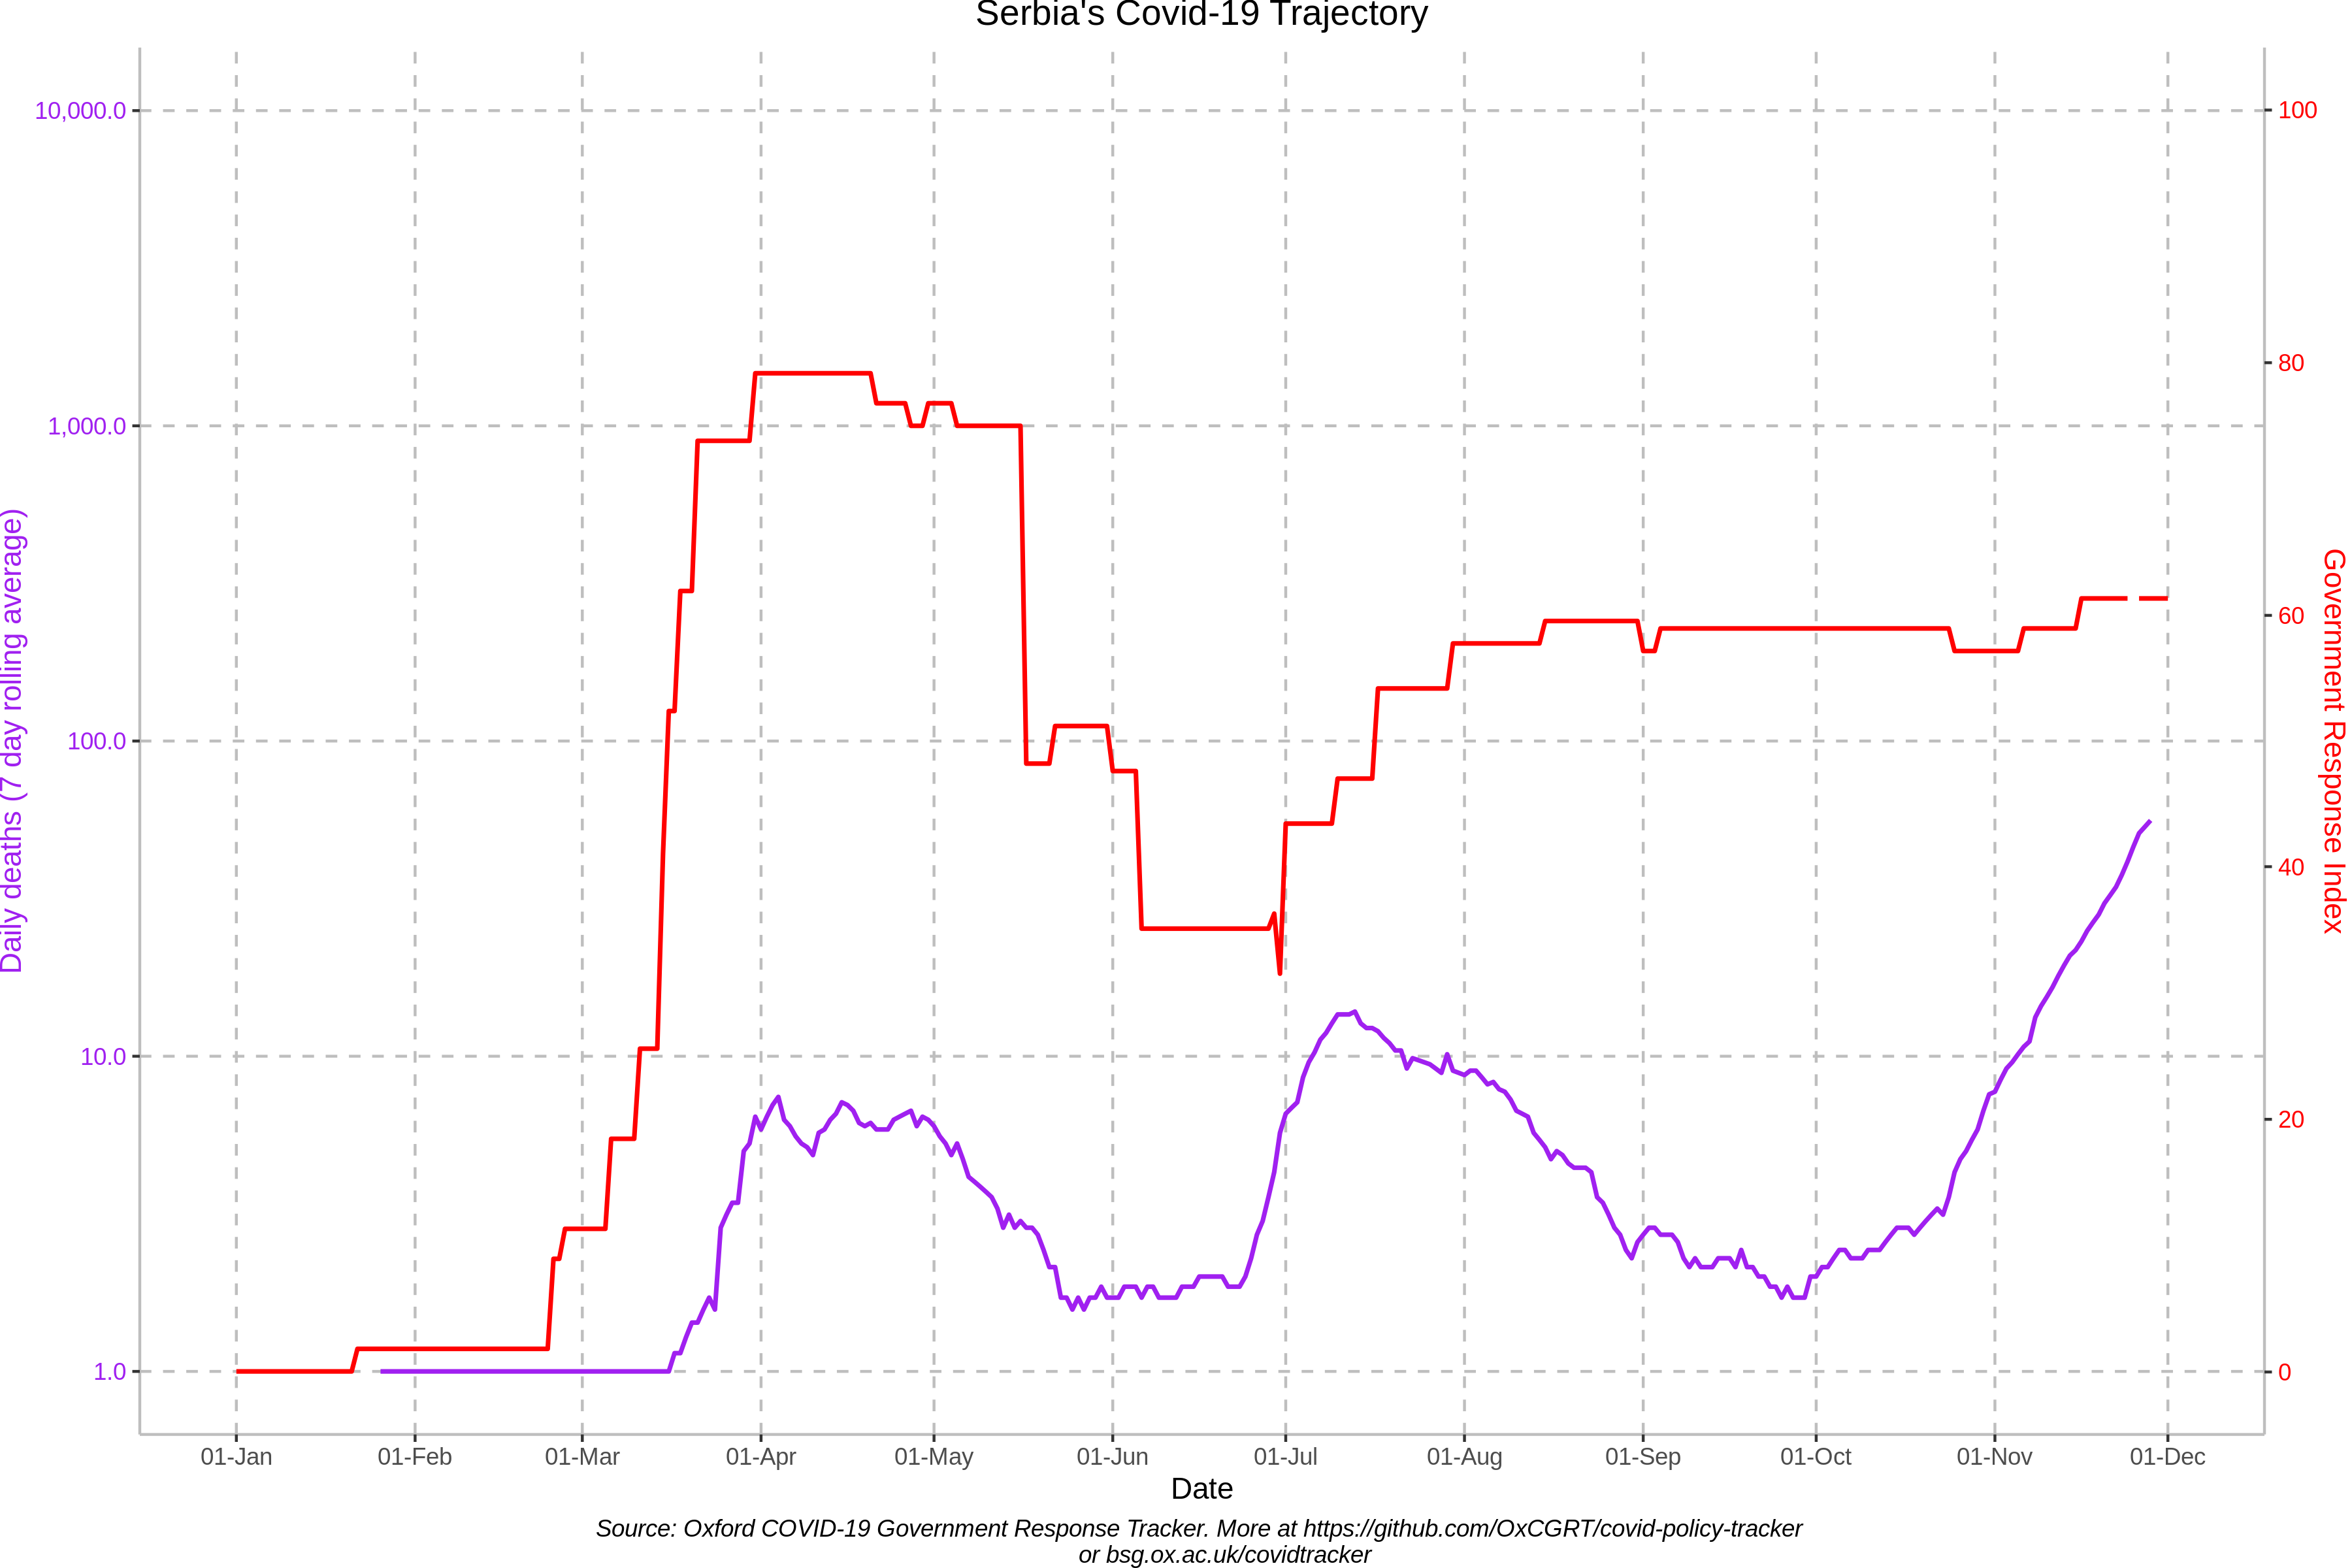 Serbia's Covid-19 Trajectory
10,000.0
1,000.0
100.0
10.0
1.0
Daily deaths (7 day rolling average)
100
80
60
40
20
0
Government Response Index
01-Jan 01-Feb 01-Mar 01-Apr 01-May 01-Jun 01-Jul 01-Aug 01-Sep 01-Oct 01-Nov 01-Dec
Date
Source: Oxford COVID-19 Government Response Tracker. More at https://github.com/OxCGRT/covid-policy-tracker
or bsg.ox.ac.uk/covidtracker